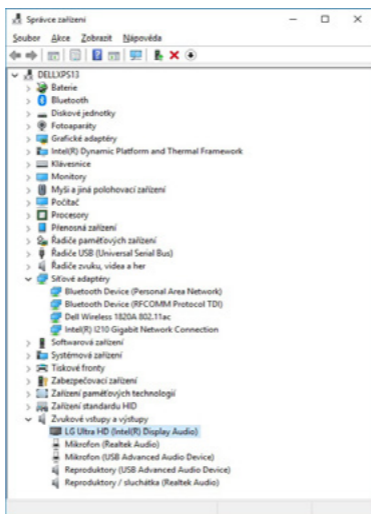 Správce zařízení
Soubor Akce Zobrazit Nápověda
DELLXPS13
Baterie
Bluetooth
Diskové jednotky
Fotoaparáty
Grafické adaptéry
Intel(R) Dynamic Platform and Thermal Framework
Klávesnice
Monitory
Myši a jiná polohovací zařízení
Počítač
Procesory
Přenosná zařízení
Řadiče paměťových zařízení
Řadiče USB (Universal Serial Bus)
Řadiče zvuku, videa a her
Síťové adaptéry
Bluetooth Device (Personal Area Network)
Bluetooth Device (RFCOMM Protocol TDI)
Dell Wireless 1820A 802.11ac
Intel(R) I210 Gigabit Network Connection
Softwarová zařízení
Systémová zařízení
Tiskové fronty
Zabezpečovací zařízení
Zařízení paměťových technologií
Zařízení standardu HID
Zvukové vstupy a výstupy
LG Ultra HD (Intel(R) Display Audio)
Mikrofon (Realtek Audio)
Mikrofon (USB Advanced Audio Device)
Reproduktory (USB Advanced Audio Device)
Reproduktory / sluchátka (Realtek Audio)